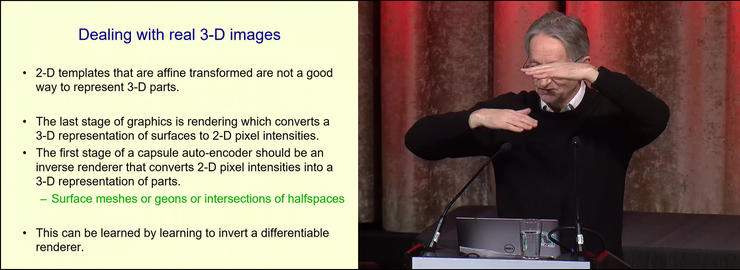 Dealing with real 3-D images
• 2-D templates that are affine transformed are not a good
way to represent 3-D parts.
• The last stage of graphics is rendering which converts a
3-D representation of surfaces to 2-D pixel intensities.
• The first stage of a capsule auto-encoder should be an
inverse renderer that converts 2-D pixel intensities into a
3-D representation of parts.
– Surface meshes or geons or intersections of halfspaces
• This can be learned by learning to invert a differentiable
renderer.
DELL